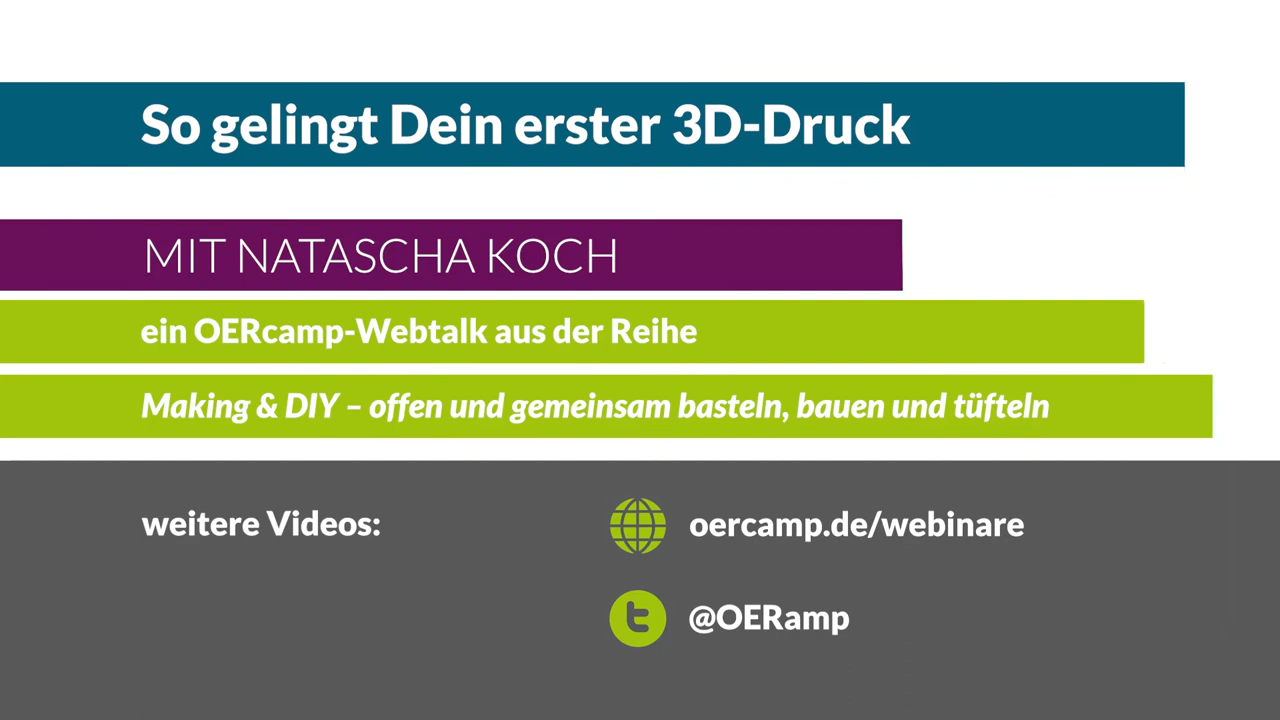 So gelingt Dein erster 3D-Druck
MIT NATASCHA KOCH
ein OERcamp-Webtalk aus der Reihe
Making & DIY – offen und gemeinsam basteln, bauen und tüfteln
weitere Videos:
oercamp.de/webinare
@OERamp